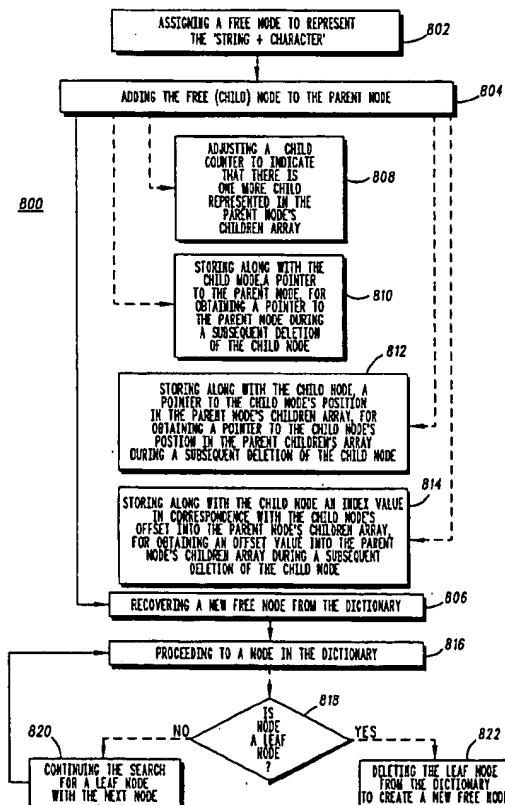 ASSIGNING A FREE NODE TO REPRESENT
THE 'STRING + CHARACTER'
802
ADDING THE FREE (CHILD) NODE TO THE PARENT NODE
804
800
ADJUSTING A CHILD
COUNTER TO INDICATE
THAT THERE IS
ONE MORE CHILD
REPRESENTED IN THE
PARENT NODE'S
CHILDREN ARRAY
808
STORING ALONG WITH THE
CHILD NODE,A POINTER
TO THE PARENT NODE, FOR
OBTAINING A POINTER TO
THE PARENT NODE DURING
A SUBSEQUENT DELETION
OF THE CHILD NODE
810
812
STORING ALONG WITH THE CHILD NODE, A
POINTER TO THE CHILD NODE'S POSITION
IN THE PARENT NODE'S CHILDREN ARRAY, FOR
OBTAINING A POINTER TO THE CHILD NODE'S
POSTION IN THE PARENT CHILDREN'S ARRAY
DURING A SUBSEQUENT DELETION OF THE CHILD NODE
814
STORING ALONG WITH THE CHILD NODE AN INDEX VALUE
IN CORRESPONDENCE WITH THE CHILD NODE'S
OFFSET INTO THE PARENT NODE'S CHILDREN ARRAY,
FOR OBTAINING AN OFFSET VALUE INTO THE PARENT
NODE'S CHILDREN ARRAY DURING A SUBSEQUENT
DELETION OF THE CHILD NODE
RECOVERING A NEW FREE NODE FROM THE DICTIONARY
806
PROCEEDING TO A NODE IN THE DICTIONARY
816
818
IS
NODE
A LEAF
NODE
?
NO
YES
820
CONTINUING THE SEARCH
FOR A LEAF NODE
WITH THE NEXT NODE
822
DELETING THE LEAF NODE
FROM THE DICTIONARY
TO CREATE A NEW FREE NODE